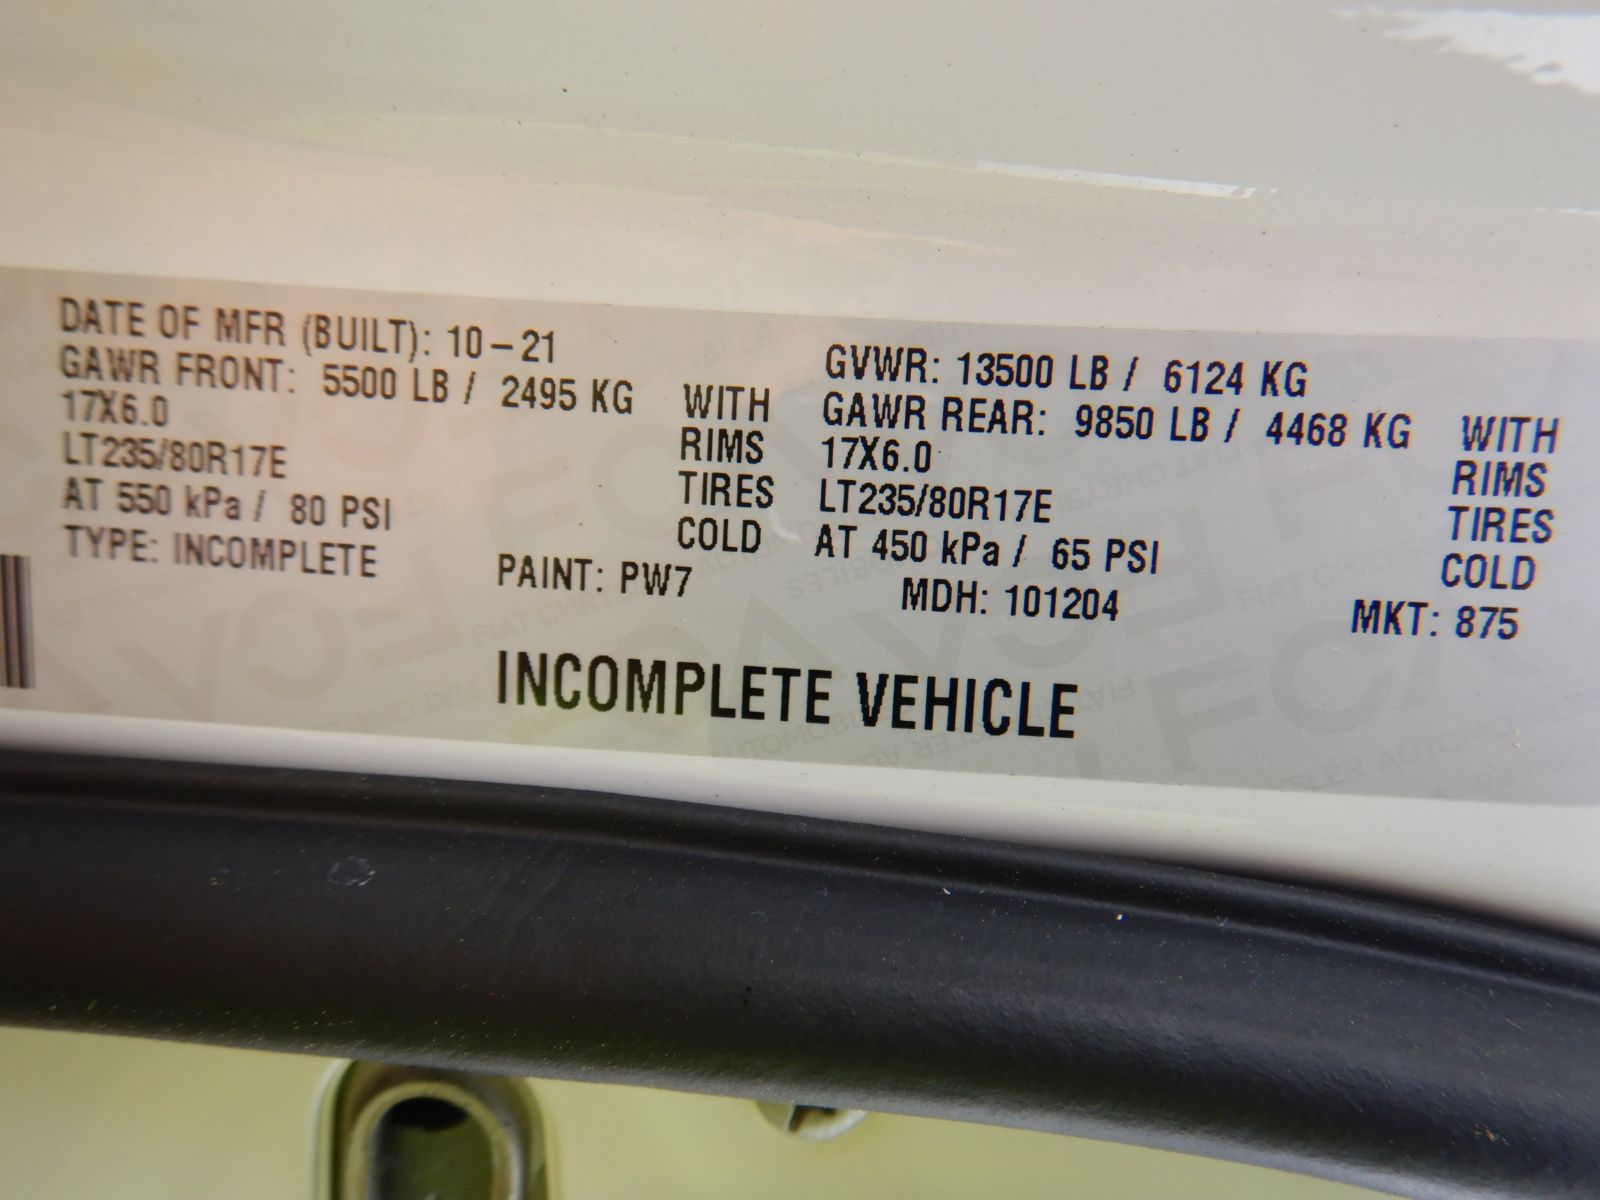 DATE OF MFR (BUILT): 10-21
GVWR: 13500 LB / 6124 KG
GAWR FRONT: 5500 LB / 2495 KG WITH
GAWR REAR: 9850 LB / 4468 KG WITH
17X6.0 RIMS
17X6.0 RIMS
LT235/80R17E TIRES
LT235/80R17E TIRES
AT 550 kPa / 80 PSI COLD
AT 450 kPa / 65 PSI COLD
TYPE: INCOMPLETE PAINT: PW7 MDH: 101204 MKT: 875
INCOMPLETE VEHICLE